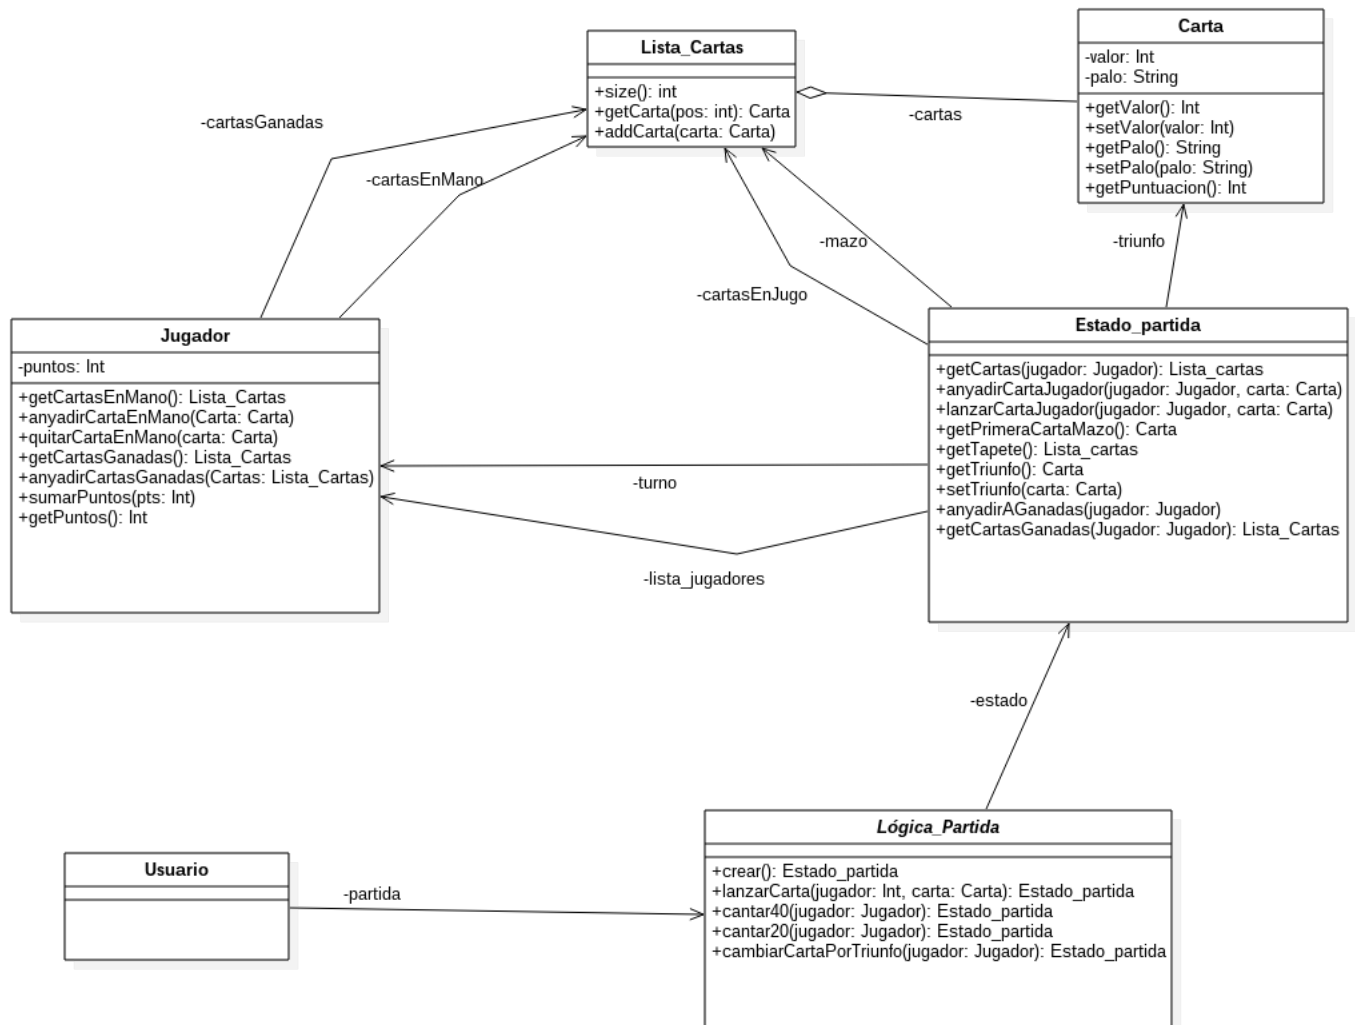 Lista_Cartas
+size(): int
+getCarta(pos: int): Carta
+addCarta(carta: Carta)
Carta
-valor: Int
-palo: String
+getValor(): Int
+setValor(valor: Int)
+getPalo(): String
+setPalo(palo: String)
+getPuntuacion(): Int
-cartas
-cartasGanadas
-cartasEnMano
-mazo
-triunfo
-cartasEnJugo
Jugador
-puntos: Int
+getCartasEnMano(): Lista_Cartas
+anyadirCartaEnMano(Carta: Carta)
+quitarCartaEnMano(carta: Carta)
+getCartasGanadas(): Lista_Cartas
+anyadirCartasGanadas(Cartas: Lista_Cartas)
+sumarPuntos(pts: Int)
+getPuntos(): Int
Estado_partida
+getCartas(jugador: Jugador): Lista_cartas
+anyadirCartaJugador(jugador: Jugador, carta: Carta)
+lanzarCartaJugador(jugador: Jugador, carta: Carta)
+getPrimeraCartaMazo(): Carta
+getTapete(): Lista_cartas
+getTriunfo(): Carta
+setTriunfo(carta: Carta)
+anyadirAGanadas(jugador: Jugador)
+getCartasGanadas(Jugador: Jugador): Lista_Cartas
-turno
-lista_jugadores
-estado
Usuario
-partida
Lógica_Partida
+crear(): Estado_partida
+lanzarCarta(jugador: Int, carta: Carta): Estado_partida
+cantar40(jugador: Jugador): Estado_partida
+cantar20(jugador: Jugador): Estado_partida
+cambiarCartaPorTriunfo(jugador: Jugador): Estado_partida